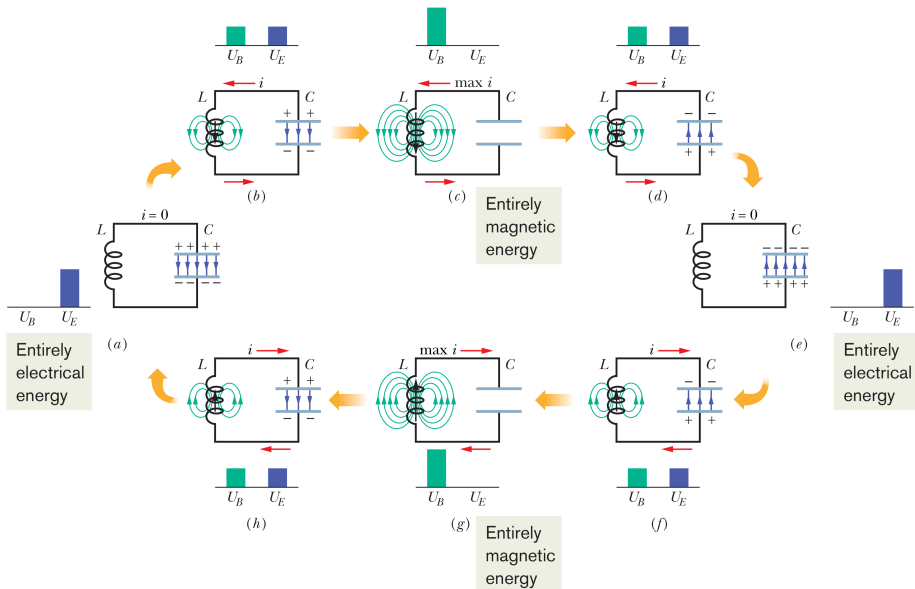 U_B U_E
U_B U_E
U_B U_E
i
max i
i
L C
L C
L C
+ +
− −
− −
+ +
(b)
(c)
(d)
Entirely
magnetic
energy
i = 0
L C
+ + + +
− − − −
U_B U_E
(a)
Entirely
electrical
energy
i = 0
L C
− − − − −
+ + + +
U_B U_E
(e)
Entirely
electrical
energy
i
max i
i
L C
L C
L C
+ +
− −
− −
+ +
U_B U_E
U_B U_E
U_B U_E
(h)
(g)
(f)
Entirely
magnetic
energy